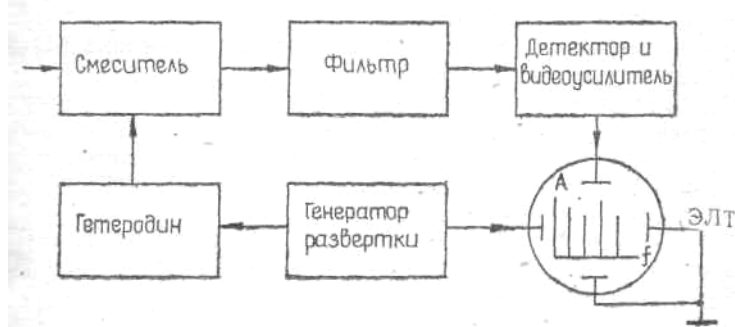 Смеситель
Фильтр
Детектор и
видеоусилитель
Гетеродин
Генератор
развертки
A
f
ЭЛТ